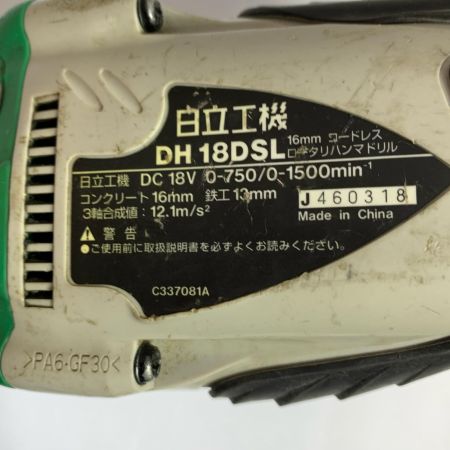 日立工機
DH 18DSL 16mm コードレス
ロータリハンマドリル
日立工機 DC 18V 0-750/0-1500min⁻¹
コンクリート 16mm 鉄工 13mm J460318
3軸合成値: 12.1m/s² Made in China
⚠ 警告
●ご使用前に取扱説明書を必ずよくお読みください。
C337081A
>PA6-GF30<